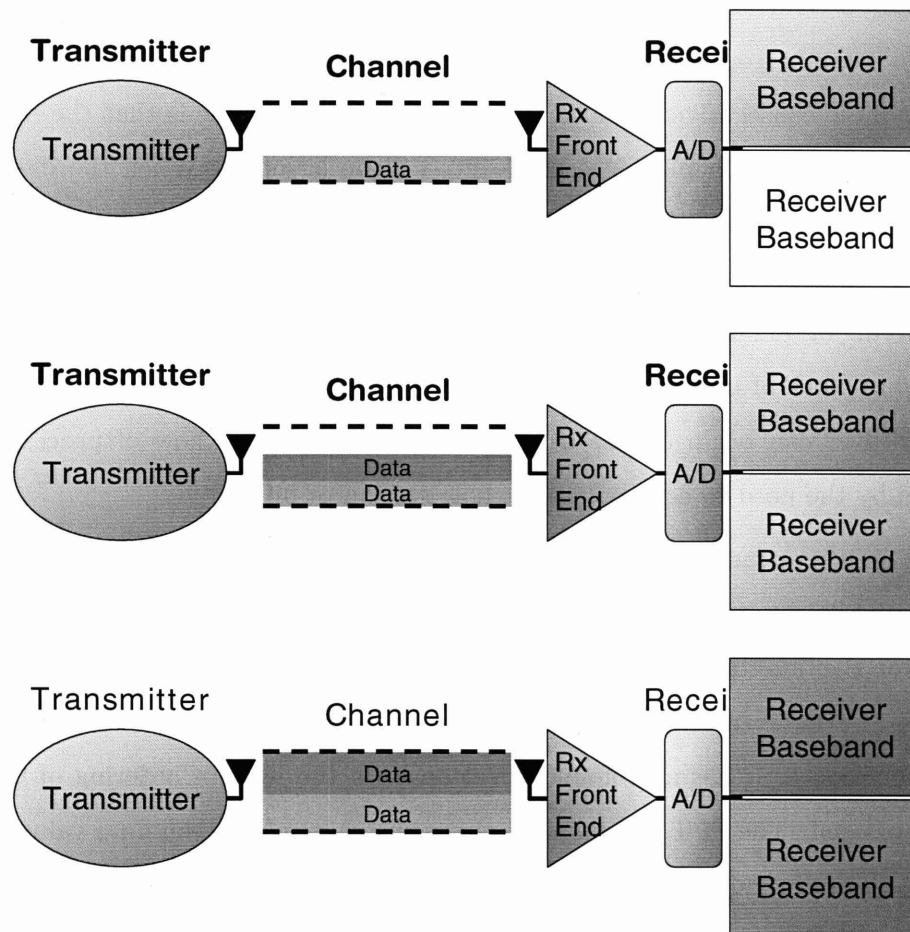 Transmitter
Channel
Recei
Transmitter
Data
Rx
Front
End
A/D
Receiver
Baseband
Receiver
Baseband
Transmitter
Channel
Recei
Transmitter
Data
Data
Rx
Front
End
A/D
Receiver
Baseband
Receiver
Baseband
Transmitter
Channel
Recei
Transmitter
Data
Data
Rx
Front
End
A/D
Receiver
Baseband
Receiver
Baseband